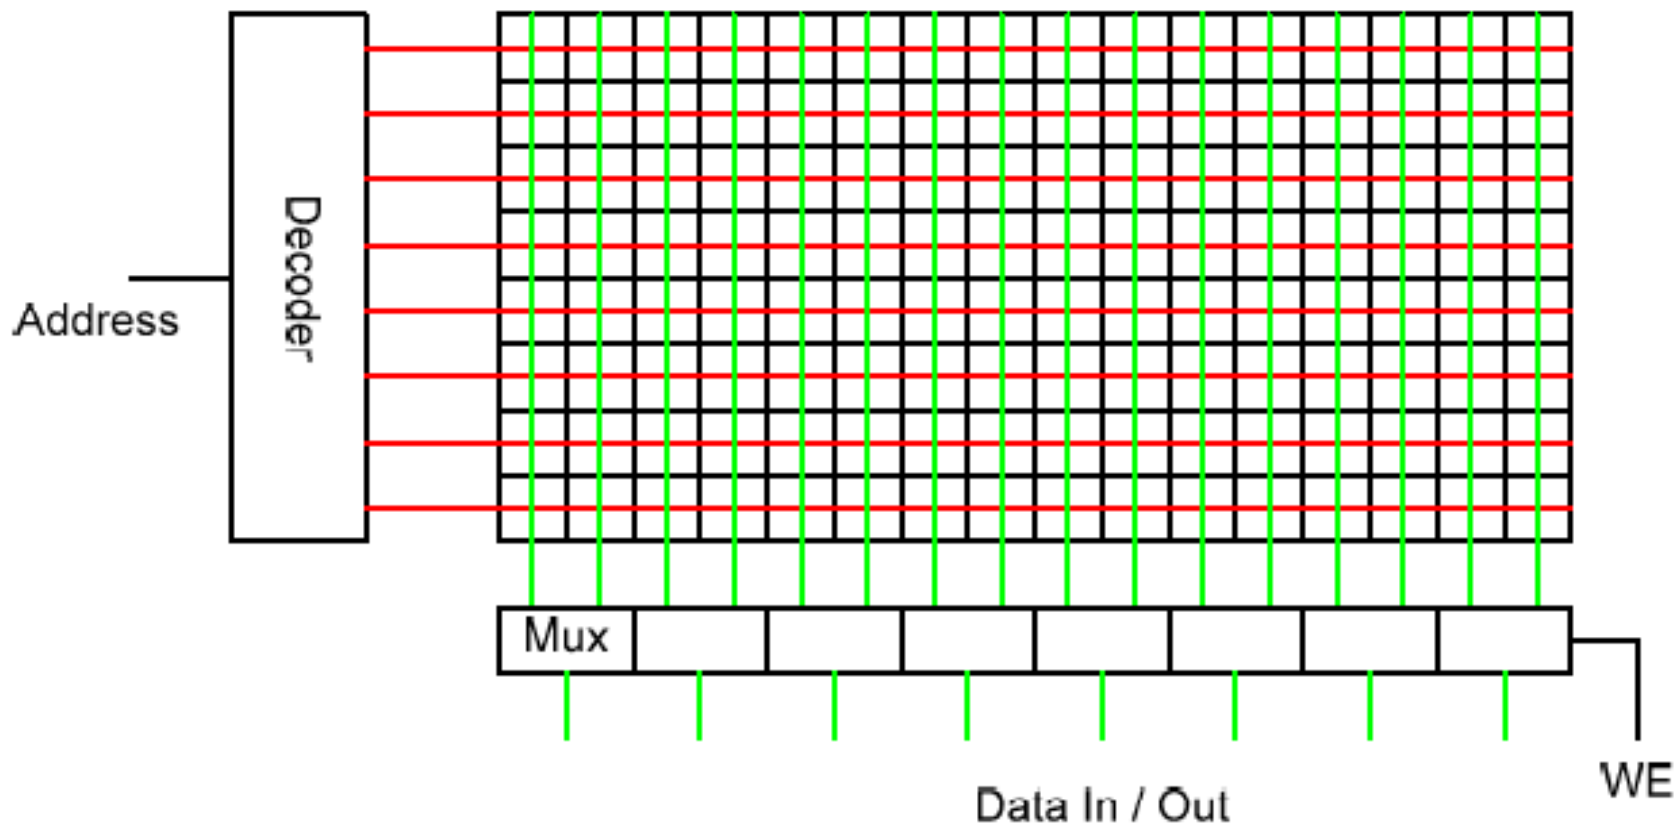 Decoder
Address
Mux
WE
Data In / Out